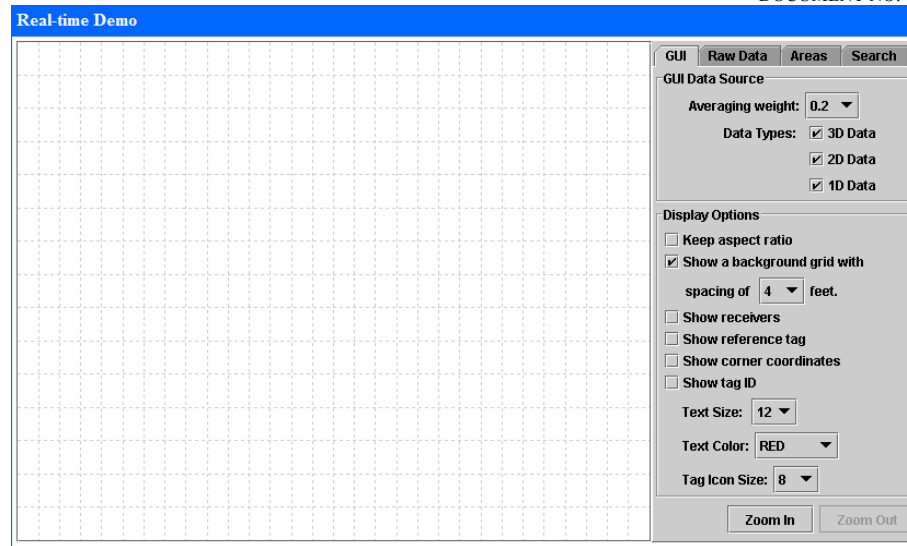 DOCUMENT NO.
Real-time Demo
GUI Raw Data Areas Search
GUI Data Source
Averaging weight: 0.2
Data Types: 3D Data
2D Data
1D Data
Display Options
Keep aspect ratio
Show a background grid with
spacing of 4 feet.
Show receivers
Show reference tag
Show corner coordinates
Show tag ID
Text Size: 12
Text Color: RED
Tag Icon Size: 8
Zoom In Zoom Out